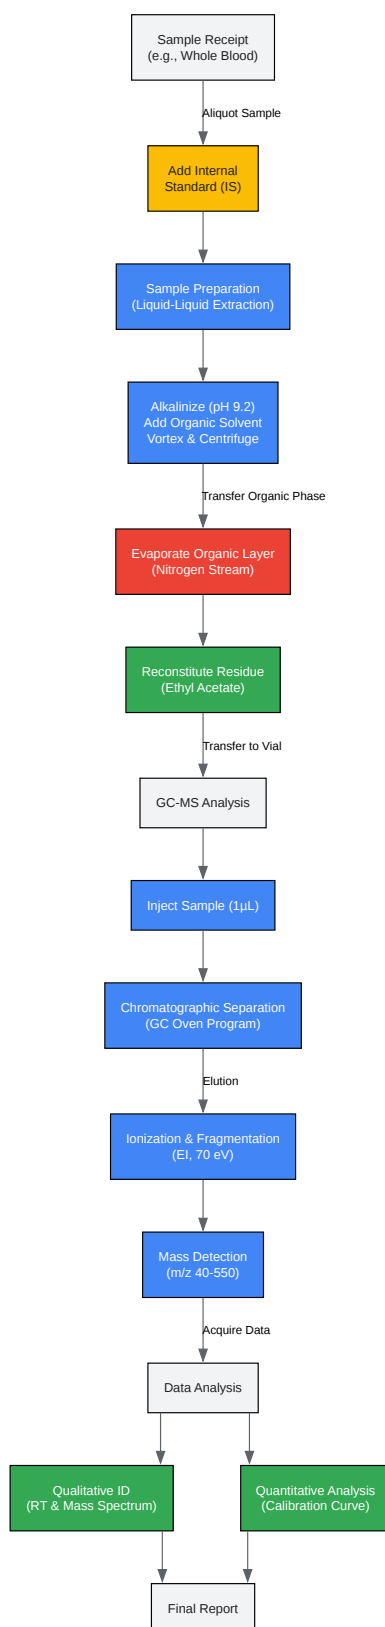 Sample Receipt
(e.g., Whole Blood)
Aliquot Sample
Add Internal
Standard (IS)
Sample Preparation
(Liquid-Liquid Extraction)
Alkalinize (pH 9.2)
Add Organic Solvent
Vortex & Centrifuge
Transfer Organic Phase
Evaporate Organic Layer
(Nitrogen Stream)
Reconstitute Residue
(Ethyl Acetate)
Transfer to Vial
GC-MS Analysis
Inject Sample (1µL)
Chromatographic Separation
(GC Oven Program)
Elution
Ionization & Fragmentation
(EI, 70 eV)
Mass Detection
(m/z 40-550)
Acquire Data
Data Analysis
Qualitative ID
(RT & Mass Spectrum)
Quantitative Analysis
(Calibration Curve)
Final Report